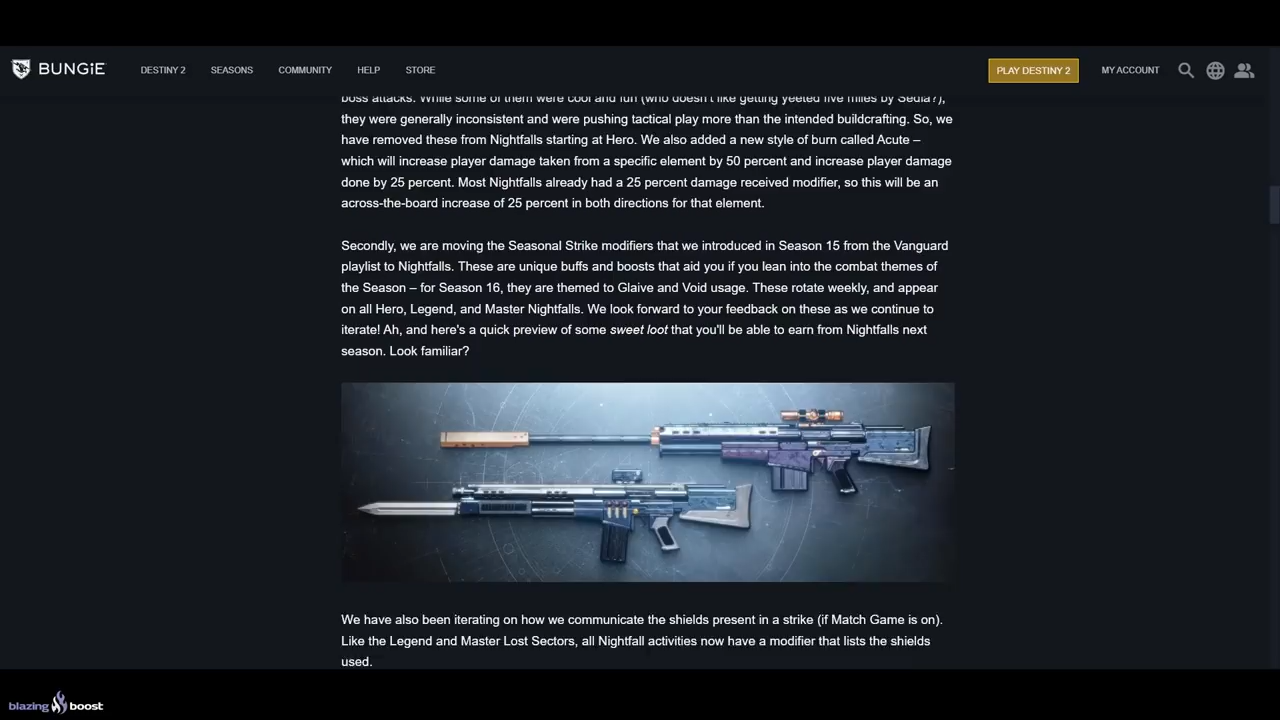 BUNGiE
DESTINY 2
SEASONS
COMMUNITY
HELP
STORE
PLAY DESTINY 2
MY ACCOUNT
boss attacks. While some of them were cool and fun (who doesn't like getting yeeted five miles by Sedia?),
they were generally inconsistent and were pushing tactical play more than the intended buildcrafting. So, we
have removed these from Nightfalls starting at Hero. We also added a new style of burn called Acute –
which will increase player damage taken from a specific element by 50 percent and increase player damage
done by 25 percent. Most Nightfalls already had a 25 percent damage received modifier, so this will be an
across-the-board increase of 25 percent in both directions for that element.
Secondly, we are moving the Seasonal Strike modifiers that we introduced in Season 15 from the Vanguard
playlist to Nightfalls. These are unique buffs and boosts that aid you if you lean into the combat themes of
the Season – for Season 16, they are themed to Glaive and Void usage. These rotate weekly, and appear
on all Hero, Legend, and Master Nightfalls. We look forward to your feedback on these as we continue to
iterate! Ah, and here's a quick preview of some sweet loot that you'll be able to earn from Nightfalls next
season. Look familiar?
We have also been iterating on how we communicate the shields present in a strike (if Match Game is on).
Like the Legend and Master Lost Sectors, all Nightfall activities now have a modifier that lists the shields
used.
blazing boost